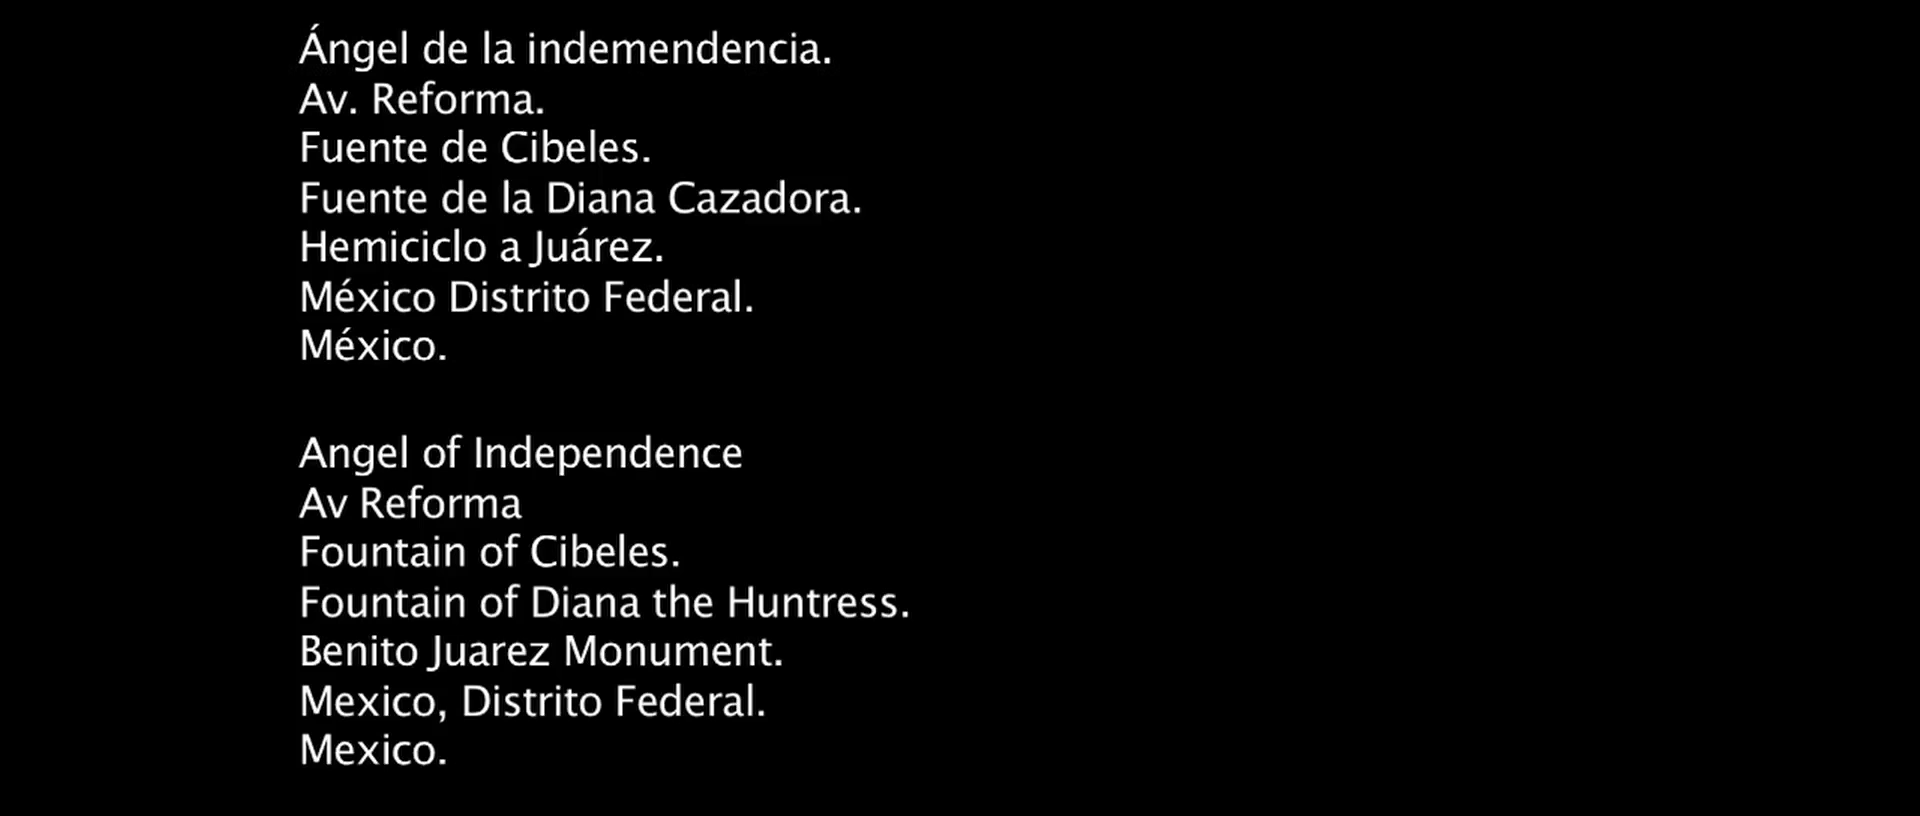 Ángel de la indemendencia.
Av. Reforma.
Fuente de Cibeles.
Fuente de la Diana Cazadora.
Hemiciclo a Juárez.
México Distrito Federal.
México.
Angel of Independence
Av Reforma
Fountain of Cibeles.
Fountain of Diana the Huntress.
Benito Juarez Monument.
Mexico, Distrito Federal.
Mexico.